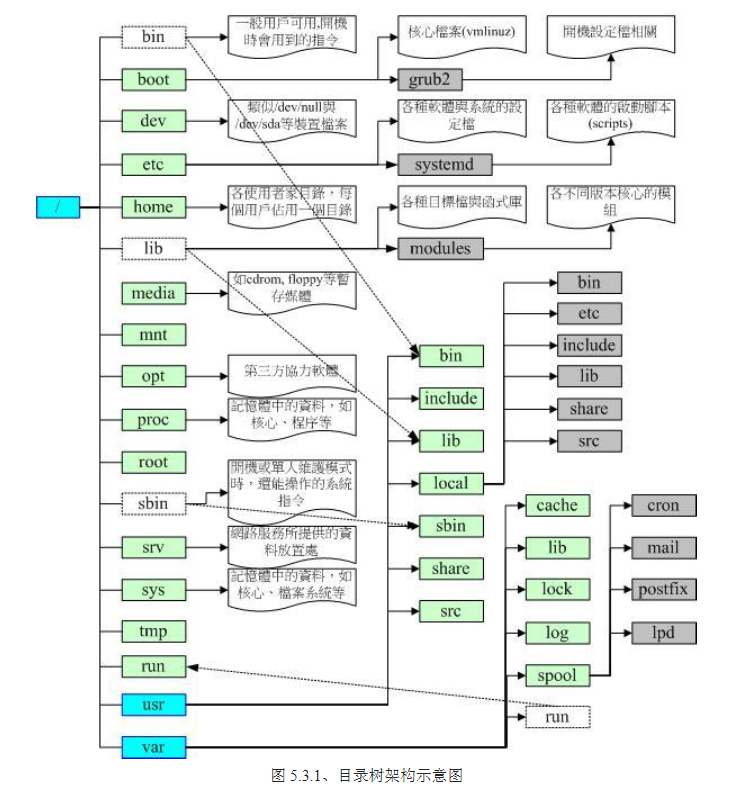 bin
一般用戶可用,開機
時會用到的指令
核心檔案(vmlinuz)
開機設定檔相關
boot
grub2
dev
類似/dev/null與
/dev/sda等裝置檔案
各種軟體與系統的設
定檔
各種軟體的啟動腳本
(scripts)
etc
systemd
/
home
各使用者家目錄，每
個用戶佔用一個目錄
各種目標檔與函式庫
各不同版本核心的模
組
lib
modules
media
如cdrom, floppy等暫
存媒體
bin
etc
include
lib
share
src
mnt
opt
第三方協力軟體
proc
記憶體中的資料，如
核心、程序等
root
sbin
開機或單人維護模式
時，還能操作的系統
指令
srv
網路服務所提供的資
料放置處
sys
記憶體中的資料，如
核心、檔案系統等
tmp
run
usr
var
bin
include
lib
local
sbin
share
src
cache
lib
lock
log
spool
run
cron
mail
postfix
lpd
图 5.3.1、目录树架构示意图